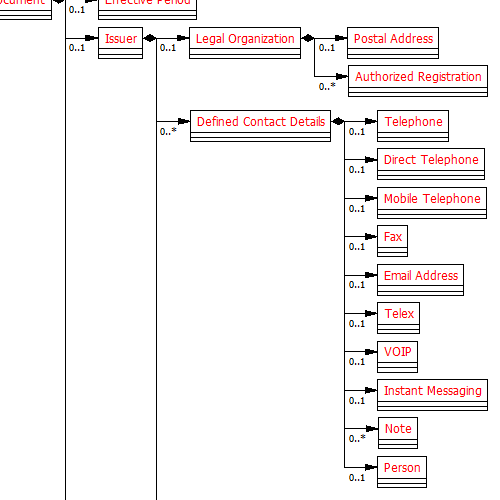 Effective Period
0..1
Issuer
0..1
Legal Organization
0..1
Postal Address
0..1
Authorized Registration
0..*
Defined Contact Details
0..*
Telephone
0..1
Direct Telephone
0..1
Mobile Telephone
0..1
Fax
0..1
Email Address
0..1
Telex
0..1
VOIP
0..1
Instant Messaging
0..1
Note
0..*
Person
0..1